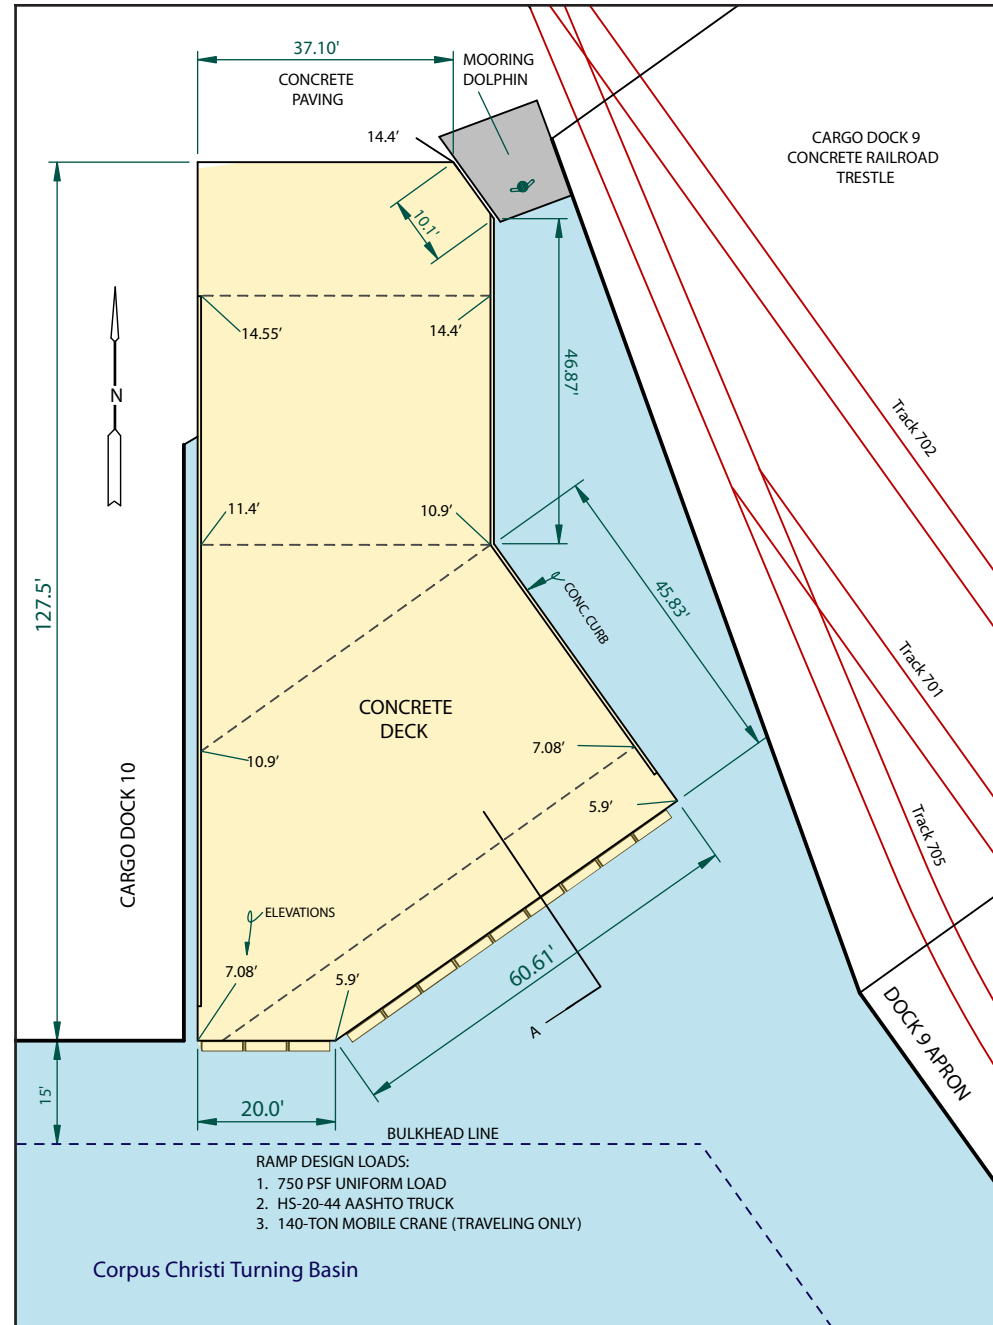 37.10'
CONCRETE
PAVING
MOORING
DOLPHIN
14.4’
CARGO DOCK 9
CONCRETE RAILROAD
TRESTLE
10.1'
14.55’
14.4’
46.87'
N
Track 702
11.4’
10.9’
127.5'
CONC. CURB
45.83'
Track 701
CONCRETE
DECK
10.9’
7.08’
5.9’
CARGO DOCK 10
Track 705
ELEVATIONS
7.08’
5.9’
60.61'
A
DOCK 9 APRON
15'
20.0'
BULKHEAD LINE
RAMP DESIGN LOADS:
1. 750 PSF UNIFORM LOAD
2. HS-20-44 AASHTO TRUCK
3. 140-TON MOBILE CRANE (TRAVELING ONLY)
Corpus Christi Turning Basin